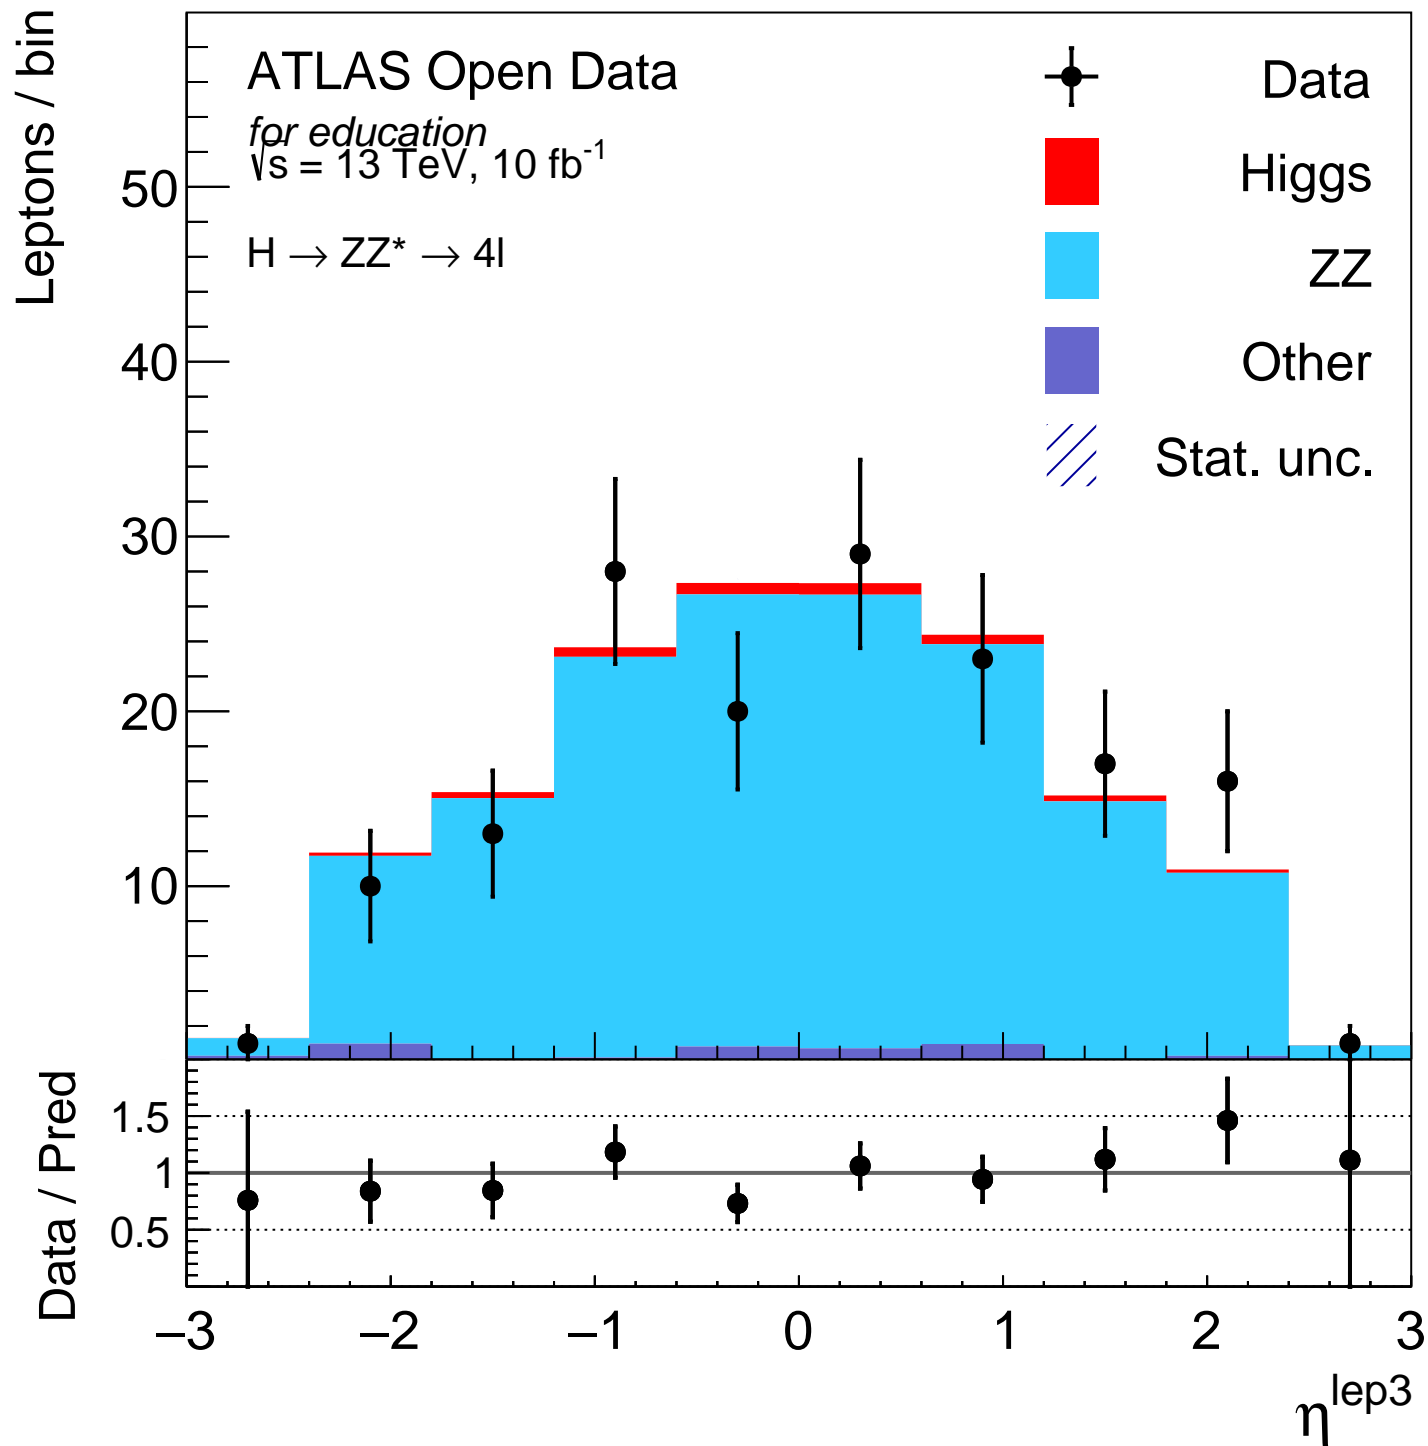 Leptons / bin
ATLAS Open Data
for education
√s = 13 TeV, 10 fb-1
H → ZZ* → 4l
Data
Higgs
ZZ
Other
Stat. unc.
50
40
30
20
10
Data / Pred
1.5
1
0.5
–3 –2 –1 0 1 2 3
ηlep3